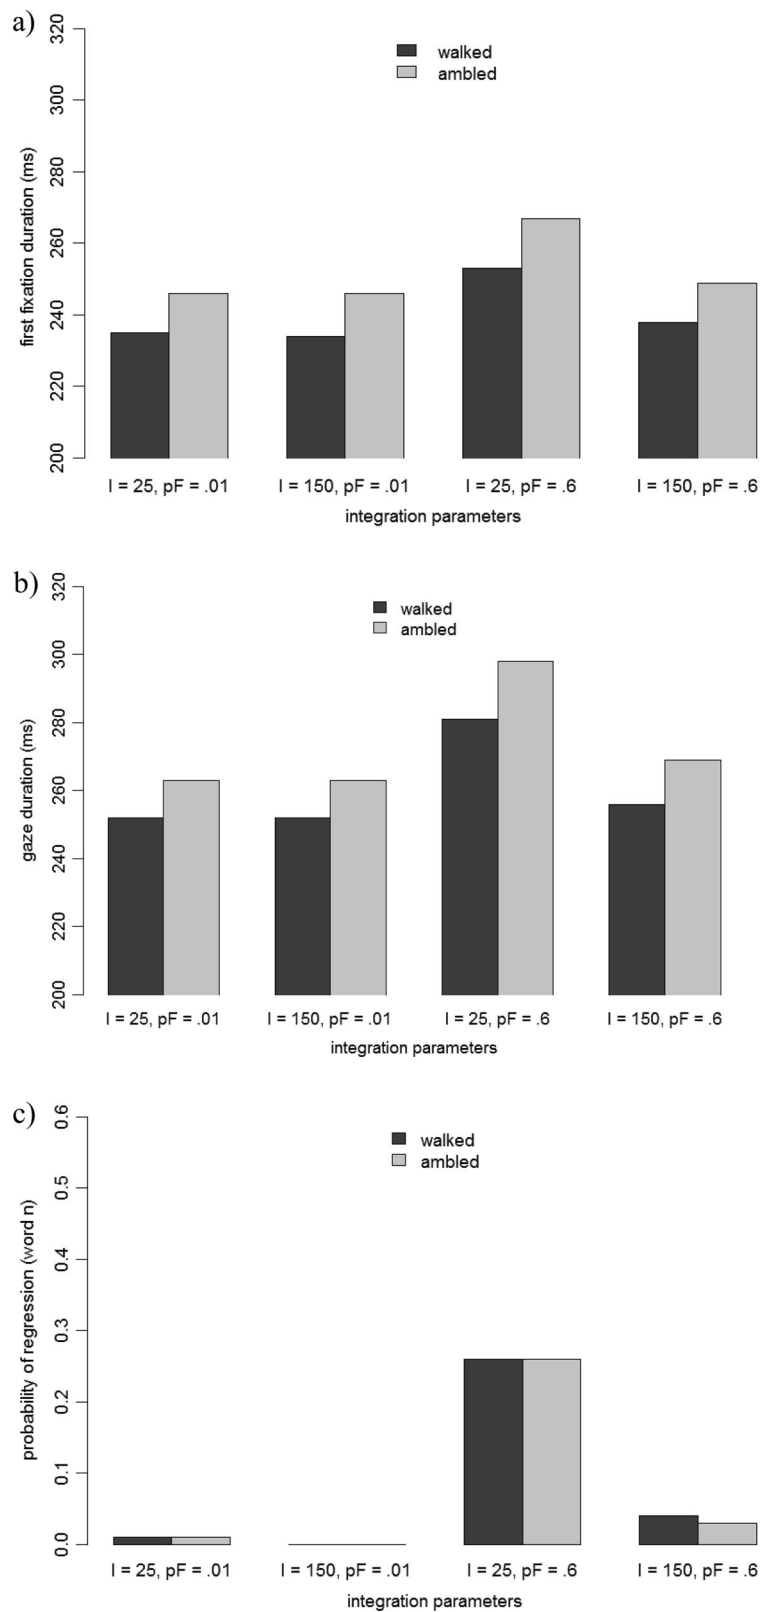 a)
320
300
280
260
240
220
200
first fixation duration (ms)
walked
ambled
I = 25, pF = .01
I = 150, pF = .01
I = 25, pF = .6
I = 150, pF = .6
integration parameters
b)
320
300
280
260
240
220
200
gaze duration (ms)
walked
ambled
I = 25, pF = .01
I = 150, pF = .01
I = 25, pF = .6
I = 150, pF = .6
integration parameters
c)
0.6
0.5
0.4
0.3
0.2
0.1
0.0
probability of regression (word n)
walked
ambled
I = 25, pF = .01
I = 150, pF = .01
I = 25, pF = .6
I = 150, pF = .6
integration parameters